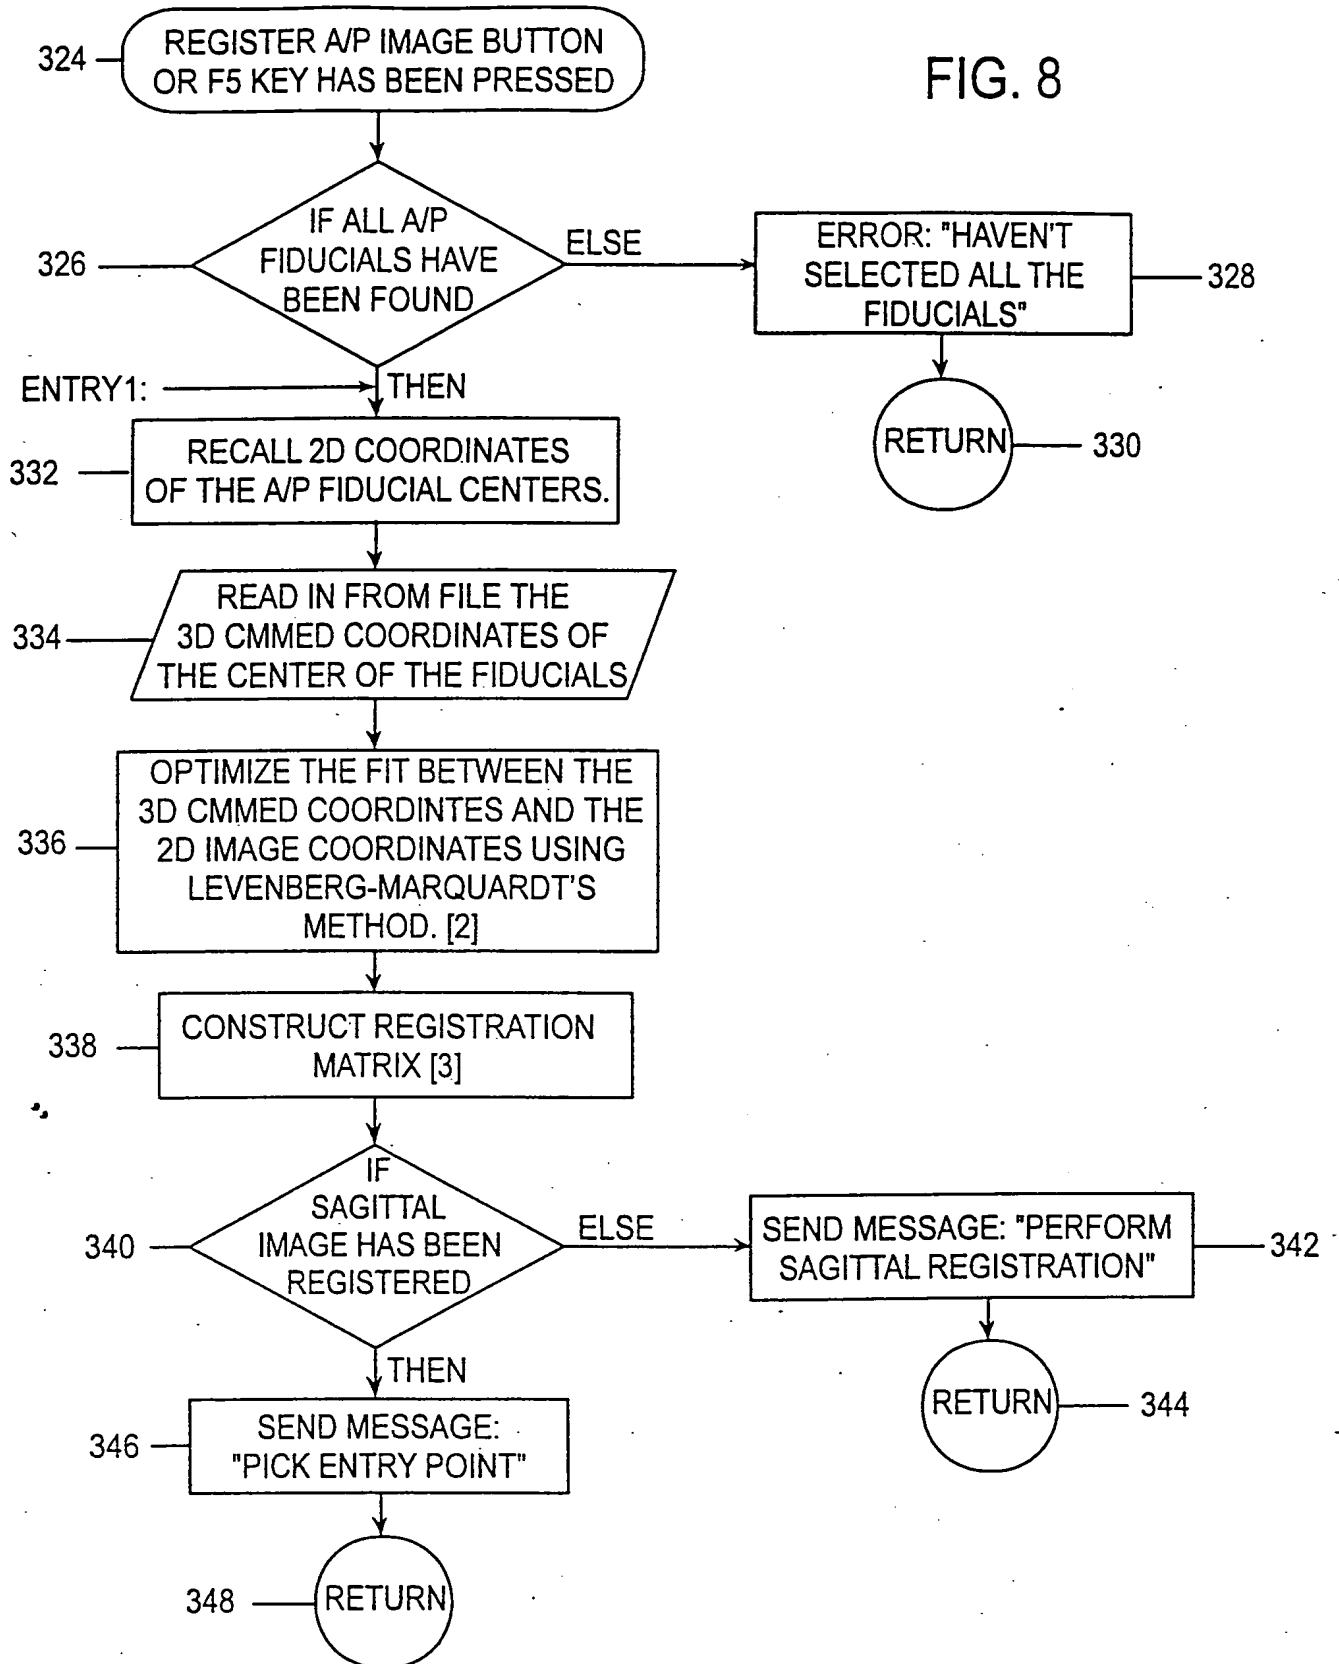 324
REGISTER A/P IMAGE BUTTON
OR F5 KEY HAS BEEN PRESSED
FIG. 8
326
IF ALL A/P
FIDUCIALS HAVE
BEEN FOUND
ELSE
ERROR: "HAVEN'T
SELECTED ALL THE
FIDUCIALS"
328
RETURN
330
ENTRY1:
THEN
332
RECALL 2D COORDINATES
OF THE A/P FIDUCIAL CENTERS.
334
READ IN FROM FILE THE
3D CMMED COORDINATES OF
THE CENTER OF THE FIDUCIALS
336
OPTIMIZE THE FIT BETWEEN THE
3D CMMED COORDINTES AND THE
2D IMAGE COORDINATES USING
LEVENBERG-MARQUARDT'S
METHOD. [2]
338
CONSTRUCT REGISTRATION
MATRIX [3]
340
IF
SAGITTAL
IMAGE HAS BEEN
REGISTERED
ELSE
SEND MESSAGE: "PERFORM
SAGITTAL REGISTRATION"
342
RETURN
344
THEN
346
SEND MESSAGE:
"PICK ENTRY POINT"
348
RETURN